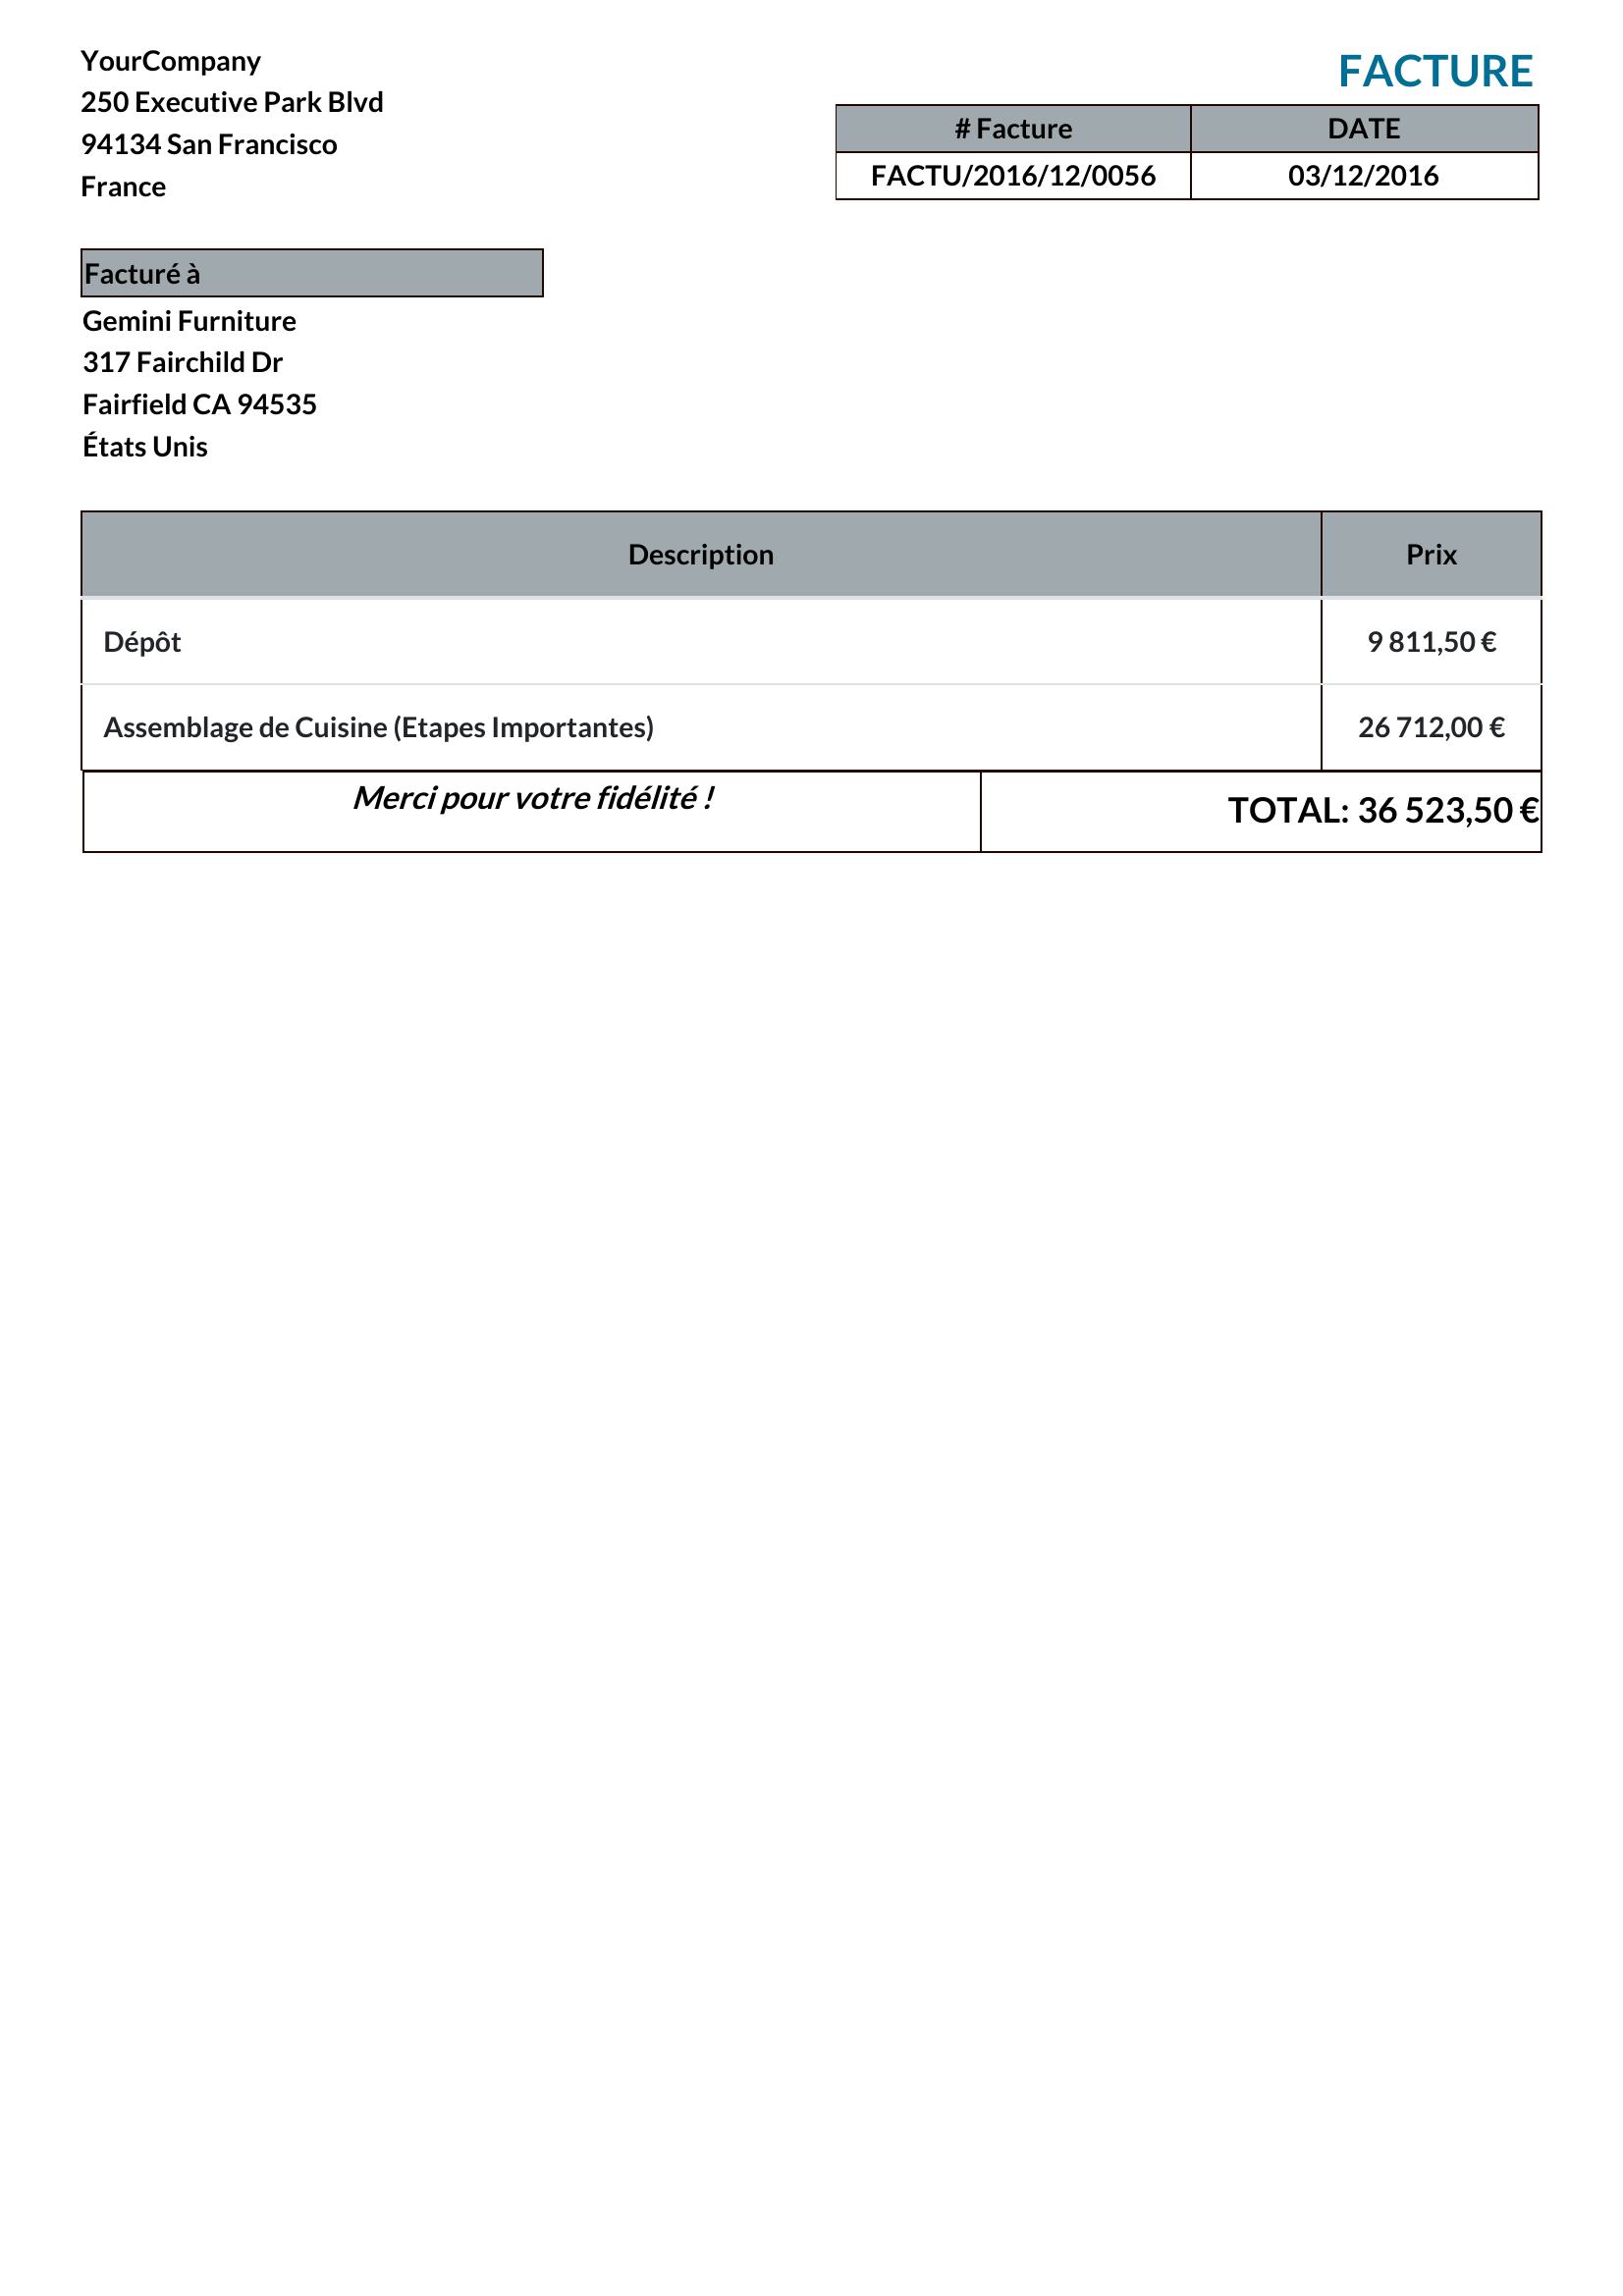 YourCompany
250 Executive Park Blvd
94134 San Francisco
France
FACTURE
# Facture DATE
FACTU/2016/12/0056 03/12/2016
Facturé à
Gemini Furniture
317 Fairchild Dr
Fairfield CA 94535
États Unis
Description Prix
Dépôt 9 811,50 €
Assemblage de Cuisine (Etapes Importantes) 26 712,00 €
Merci pour votre fidélité !
TOTAL: 36 523,50 €